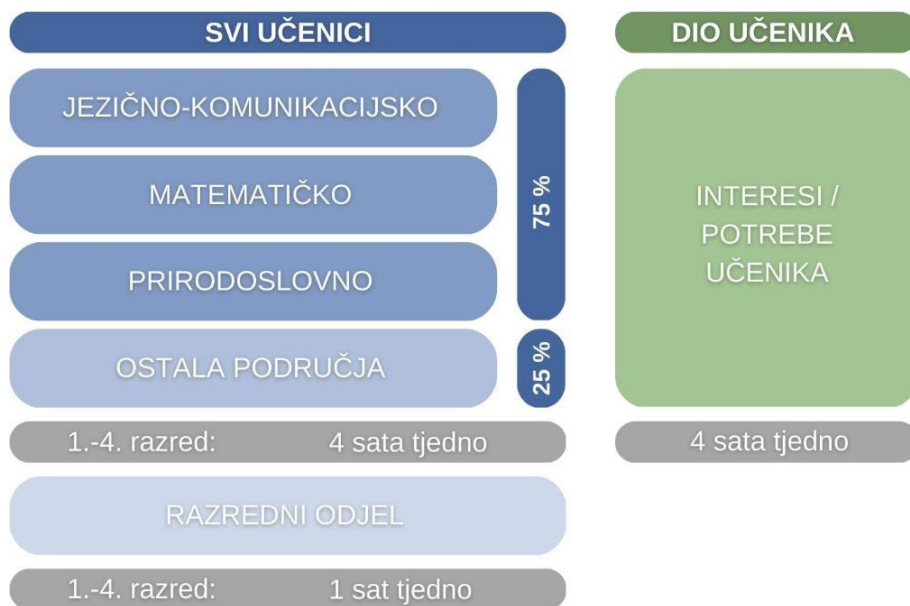 SVI UČENICI
JEZIČNO-KOMUNIKACIJSKO
MATEMATIČKO
PRIRODOSLOVNO
75 %
OSTALA PODRUČJA
25 %
1.-4. razred: 4 sata tjedno
RAZREDNI ODJEL
1.-4. razred: 1 sat tjedno
DIO UČENIKA
INTERESI /
POTREBE
UČENIKA
4 sata tjedno